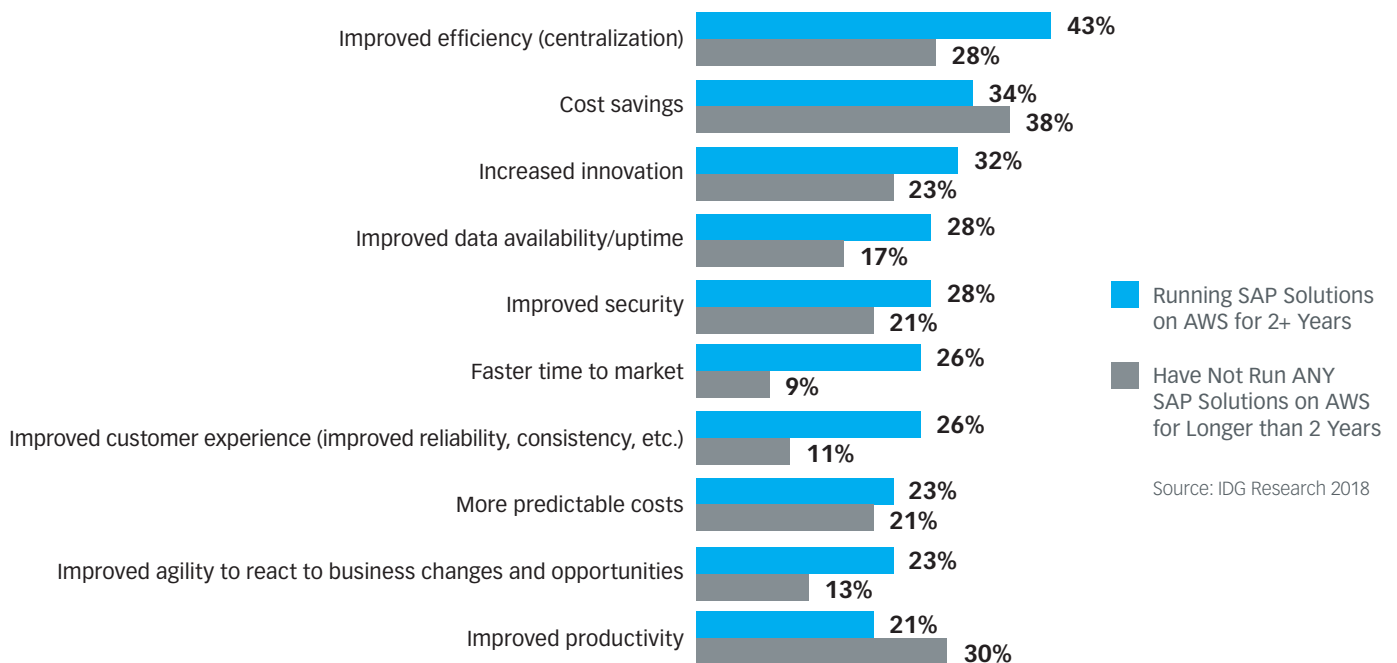 Improved efficiency (centralization)
43%
28%
Cost savings
34%
38%
Increased innovation
32%
23%
Improved data availability/uptime
28%
17%
Improved security
28%
21%
Faster time to market
26%
9%
Improved customer experience (improved reliability, consistency, etc.)
26%
11%
More predictable costs
23%
21%
Improved agility to react to business changes and opportunities
23%
13%
Improved productivity
21%
30%
Running SAP Solutions
on AWS for 2+ Years
Have Not Run ANY
SAP Solutions on AWS
for Longer than 2 Years
Source: IDG Research 2018